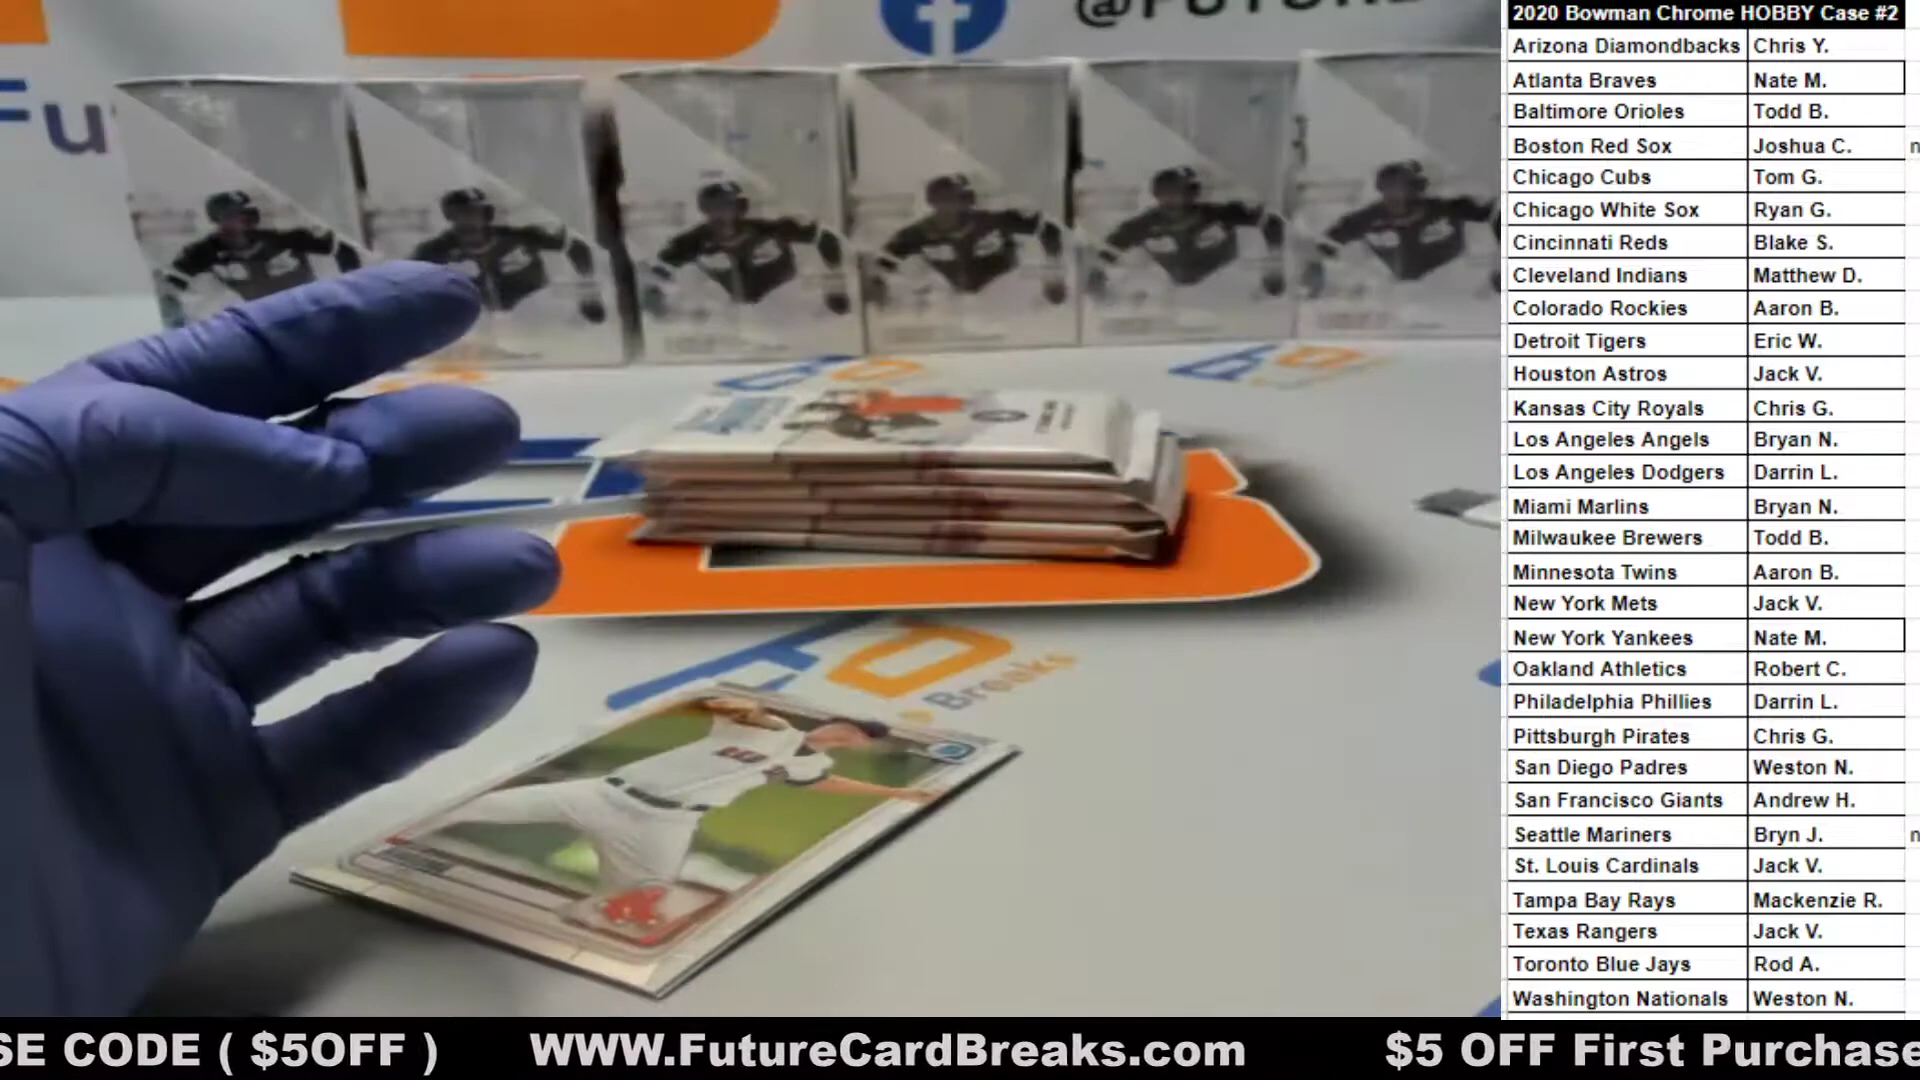 @FUTURE
Fu
Breaks
2020 Bowman Chrome HOBBY Case #2
Arizona Diamondbacks Chris Y.
Atlanta Braves Nate M.
Baltimore Orioles Todd B.
Boston Red Sox Joshua C. n
Chicago Cubs Tom G.
Chicago White Sox Ryan G.
Cincinnati Reds Blake S.
Cleveland Indians Matthew D.
Colorado Rockies Aaron B.
Detroit Tigers Eric W.
Houston Astros Jack V.
Kansas City Royals Chris G.
Los Angeles Angels Bryan N.
Los Angeles Dodgers Darrin L.
Miami Marlins Bryan N.
Milwaukee Brewers Todd B.
Minnesota Twins Aaron B.
New York Mets Jack V.
New York Yankees Nate M.
Oakland Athletics Robert C.
Philadelphia Phillies Darrin L.
Pittsburgh Pirates Chris G.
San Diego Padres Weston N.
San Francisco Giants Andrew H.
Seattle Mariners Bryn J. n
St. Louis Cardinals Jack V.
Tampa Bay Rays Mackenzie R.
Texas Rangers Jack V.
Toronto Blue Jays Rod A.
Washington Nationals Weston N.
SE CODE ( $5OFF ) WWW.FutureCardBreaks.com $5 OFF First Purchase